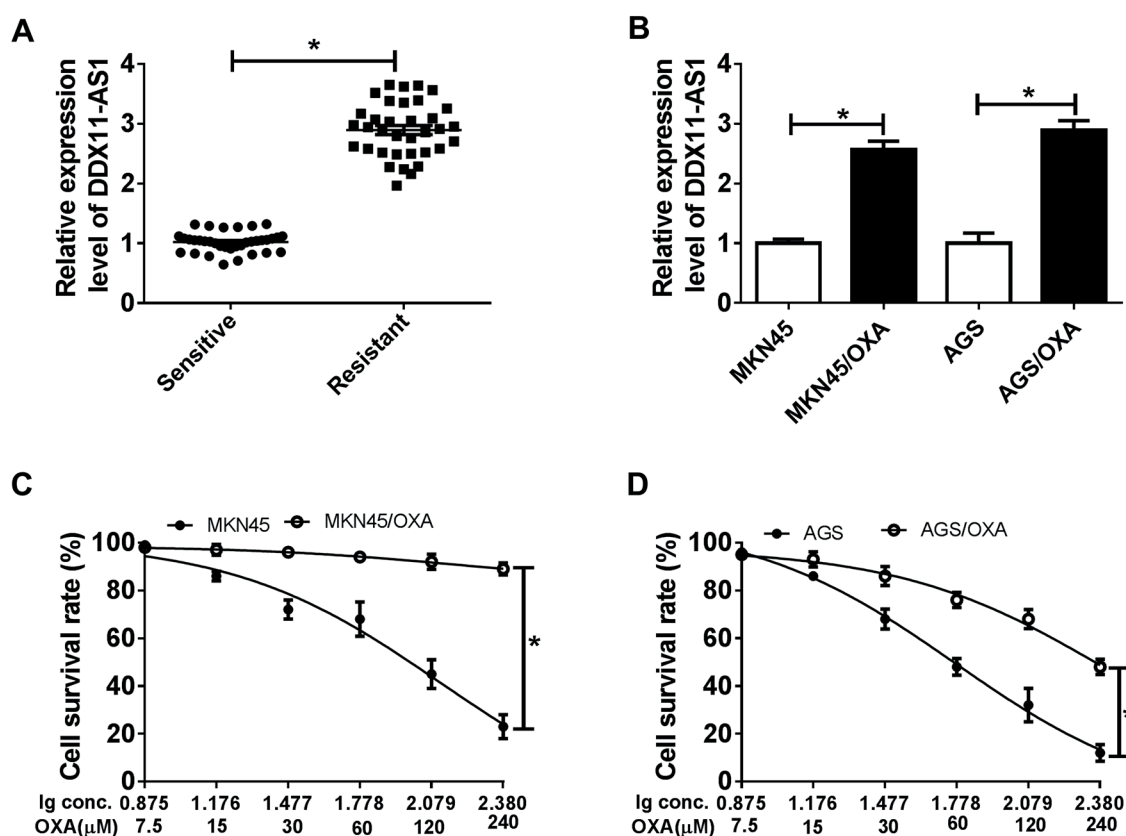 A
Relative expression
level of DDX11-AS1
4
3
2
1
0
*
Sensitive
Resistant
B
Relative expression
level of DDX11-AS1
4
3
2
1
0
*
*
MKN45
MKN45/OXA
AGS
AGS/OXA
C
MKN45
MKN45/OXA
Cell survival rate (%)
100
80
60
40
20
0
*
lg conc. 0.875 1.176 1.477 1.778 2.079 2.380
OXA(μM) 7.5 15 30 60 120 240
D
AGS
AGS/OXA
Cell survival rate (%)
100
80
60
40
20
0
*
lg conc. 0.875 1.176 1.477 1.778 2.079 2.380
OXA(μM) 7.5 15 30 60 120 240